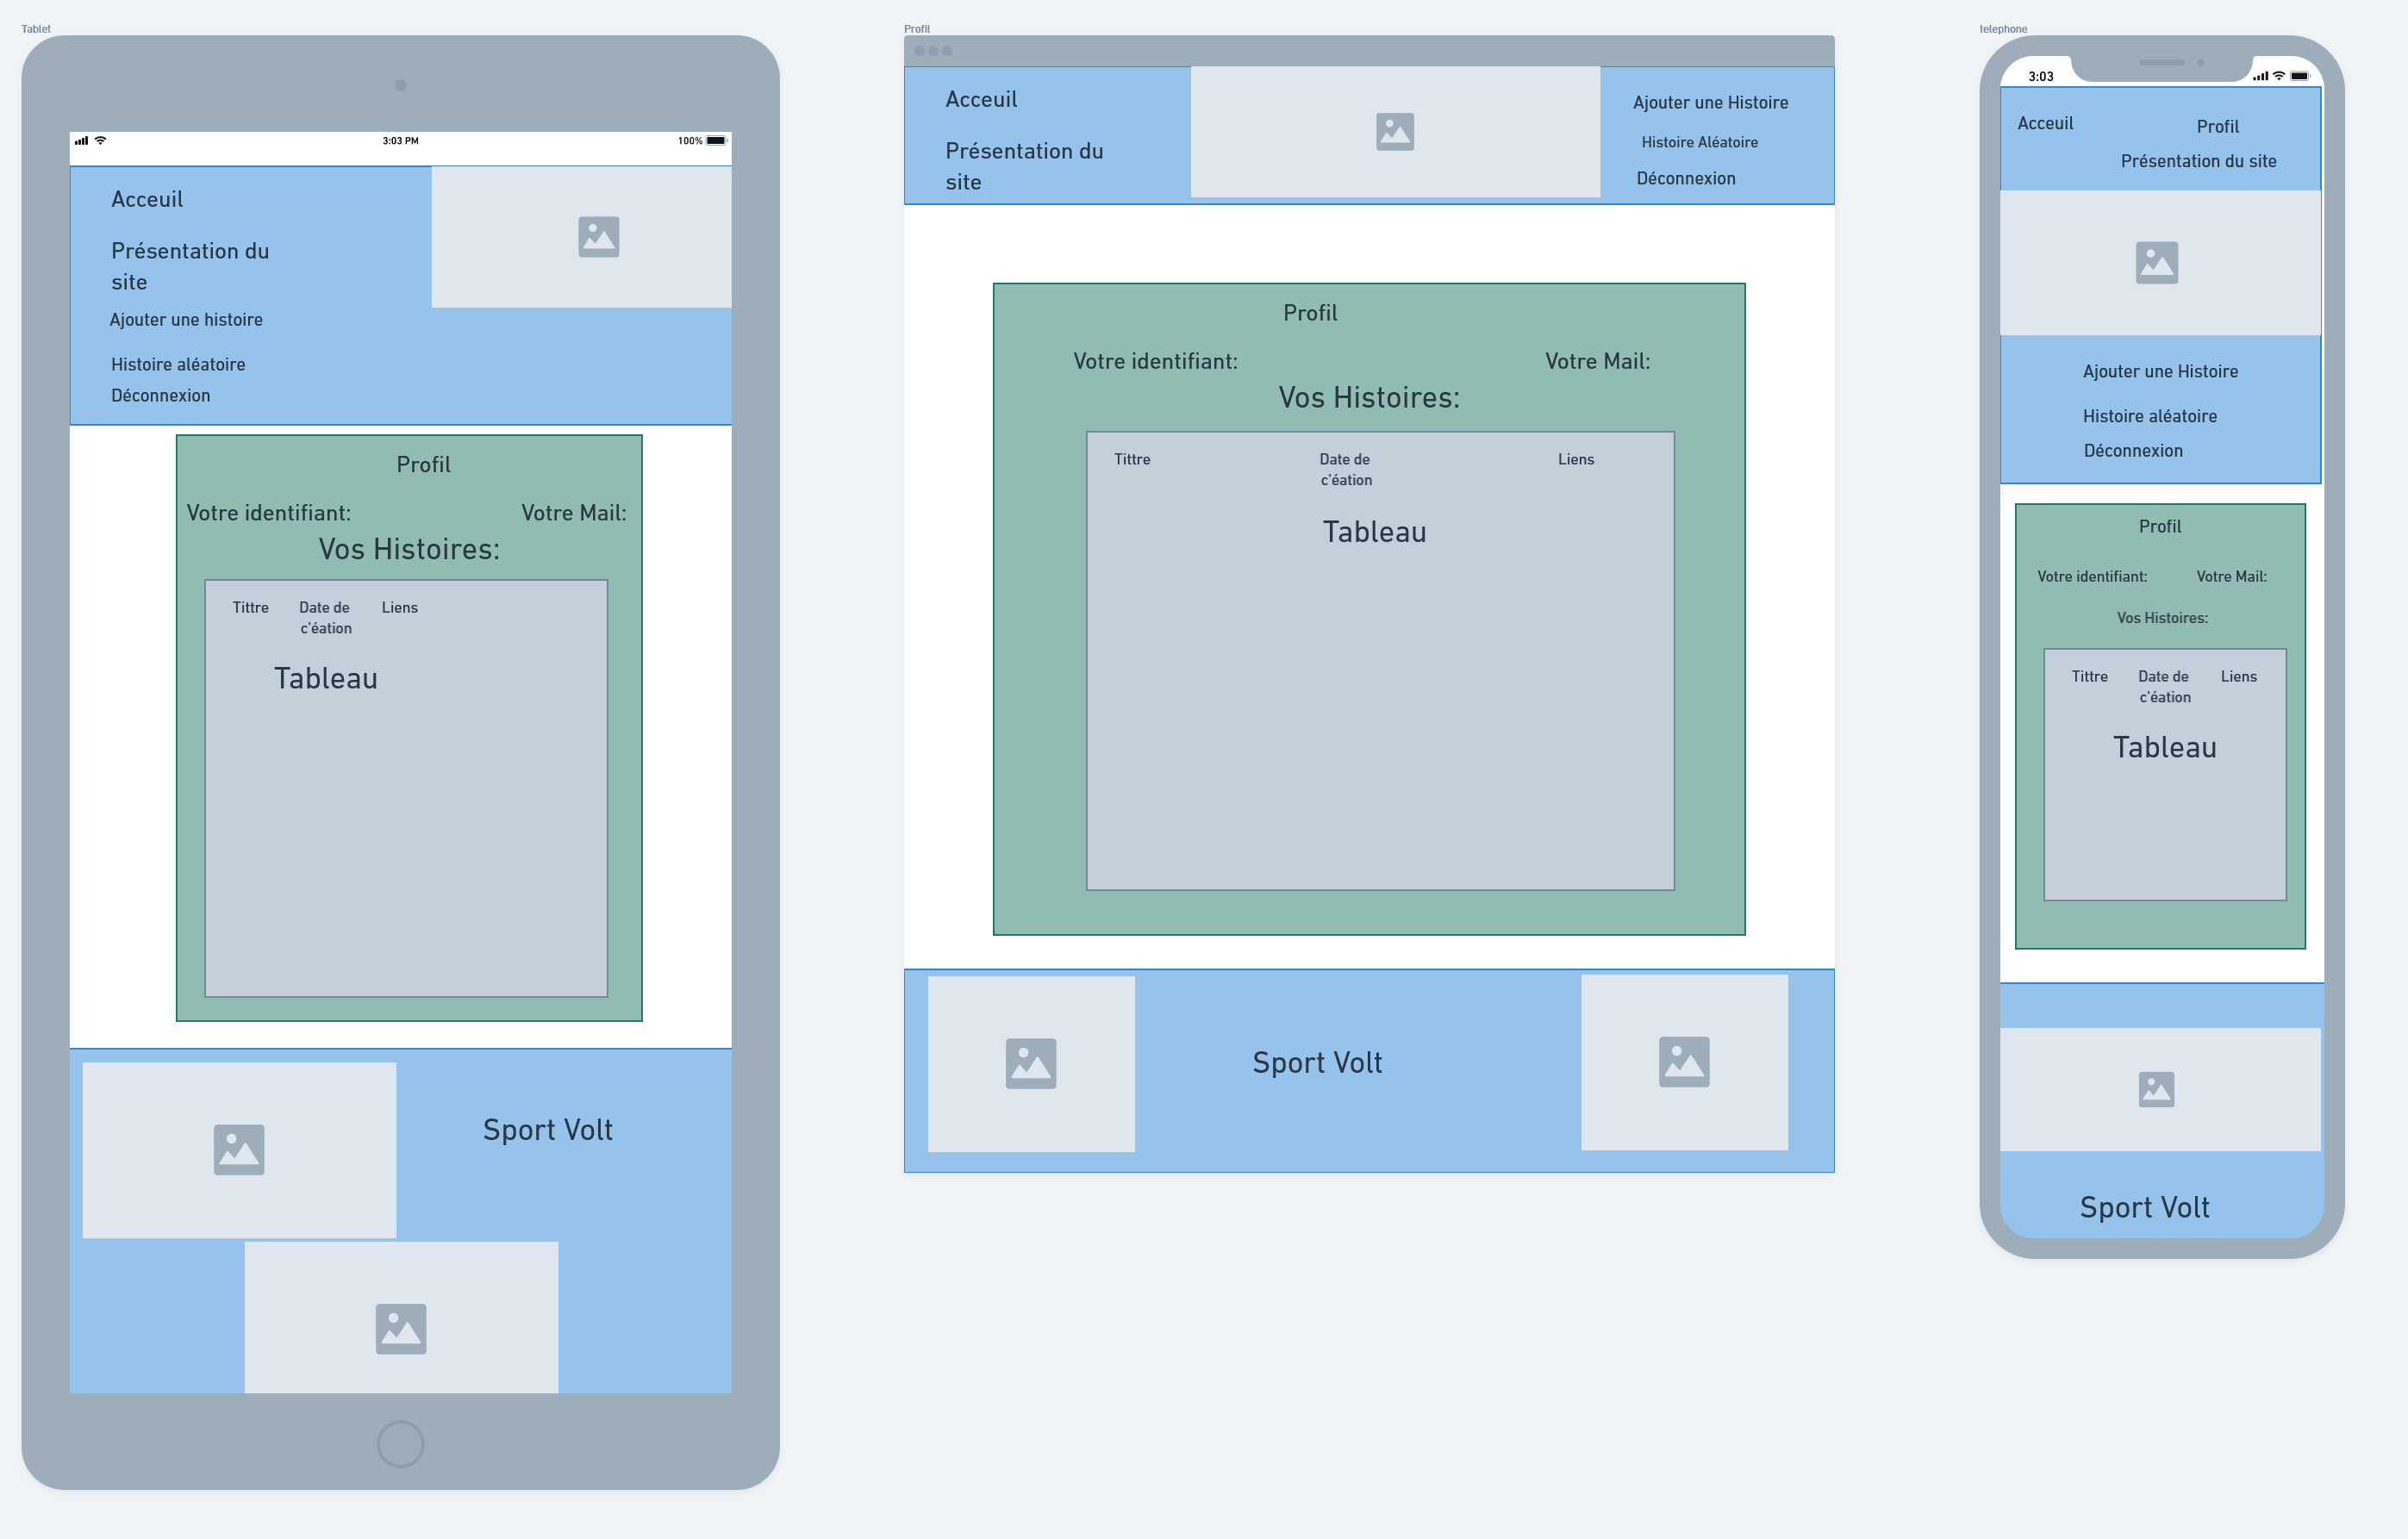 Tablet
3:03 PM
100%
Acceuil
Présentation du
site
Ajouter une histoire
Histoire aléatoire
Déconnexion
Profil
Votre identifiant:
Votre Mail:
Vos Histoires:
Tittre
Date de
c'éation
Liens
Tableau
Sport Volt
Profil
Acceuil
Présentation du
site
Ajouter une Histoire
Histoire Aléatoire
Déconnexion
Profil
Votre identifiant:
Votre Mail:
Vos Histoires:
Tittre
Date de
c'éation
Liens
Tableau
Sport Volt
telephone
3:03
Acceuil
Profil
Présentation du site
Ajouter une Histoire
Histoire aléatoire
Déconnexion
Profil
Votre identifiant:
Votre Mail:
Vos Histoires:
Tittre
Date de
c'éation
Liens
Tableau
Sport Volt